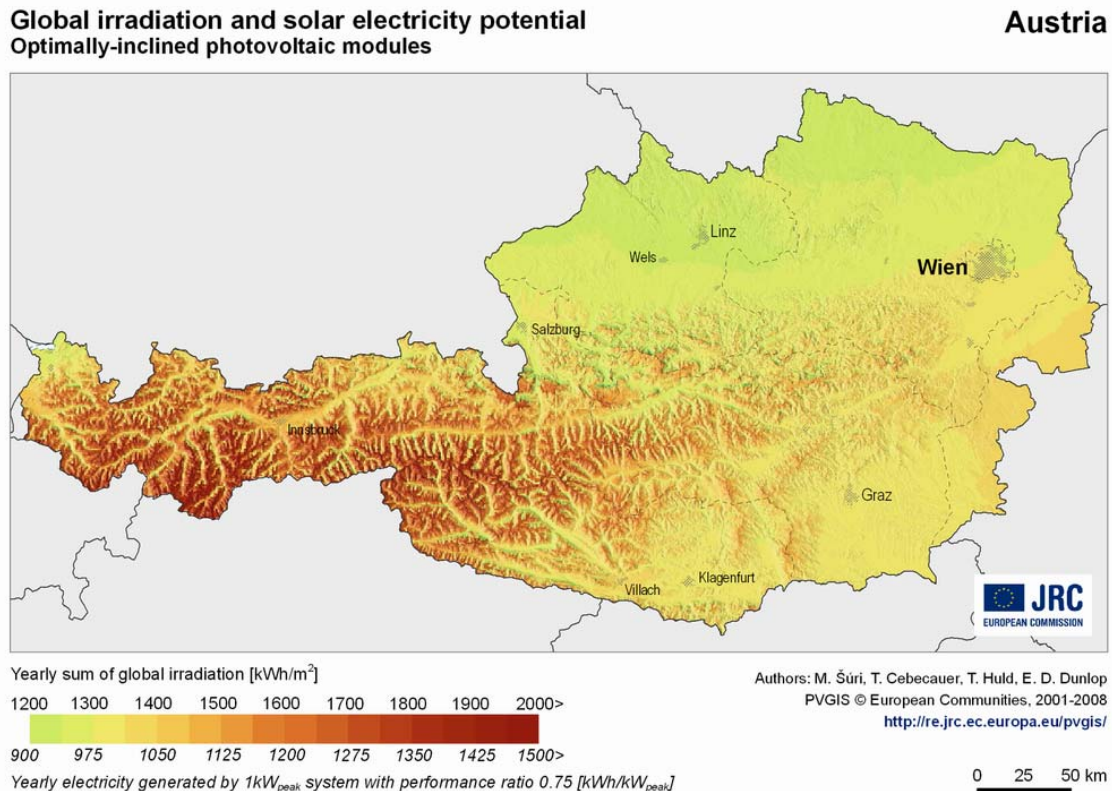 Global irradiation and solar electricity potential
Optimally-inclined photovoltaic modules
Austria
Linz
Wels
Wien
Salzburg
Innsbruck
Graz
Klagenfurt
Villach
JRC
EUROPEAN COMMISSION
Yearly sum of global irradiation [kWh/m²]
1200 1300 1400 1500 1600 1700 1800 1900 2000>
900 975 1050 1125 1200 1275 1350 1425 1500>
Yearly electricity generated by 1kWpeak system with performance ratio 0.75 [kWh/kWpeak]
Authors: M. Šúri, T. Cebecauer, T. Huld, E. D. Dunlop
PVGIS © European Communities, 2001-2008
http://re.jrc.ec.europa.eu/pvgis/
0 25 50 km